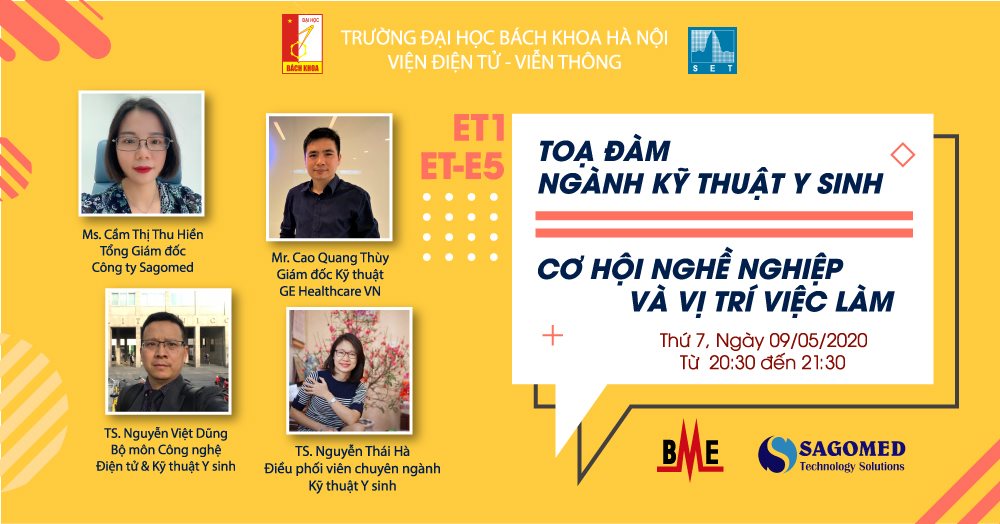 ĐẠI HỌC
BÁCH KHOA
TRƯỜNG ĐẠI HỌC BÁCH KHOA HÀ NỘI
VIỆN ĐIỆN TỬ - VIỄN THÔNG
SET
ET1
ET-E5
TOẠ ĐÀM
NGÀNH KỸ THUẬT Y SINH
CƠ HỘI NGHỀ NGHIỆP
VÀ VỊ TRÍ VIỆC LÀM
Thứ 7, Ngày 09/05/2020
Từ 20:30 đến 21:30
Ms. Cầm Thị Thu Hiền
Tổng Giám đốc
Công ty Sagomed
Mr. Cao Quang Thùy
Giám đốc Kỹ thuật
GE Healthcare VN
TS. Nguyễn Việt Dũng
Bộ môn Công nghệ
Điện tử & Kỹ thuật Y sinh
TS. Nguyễn Thái Hà
Điều phối viên chuyên ngành
Kỹ thuật Y sinh
BME
SAGOMED
Technology Solutions